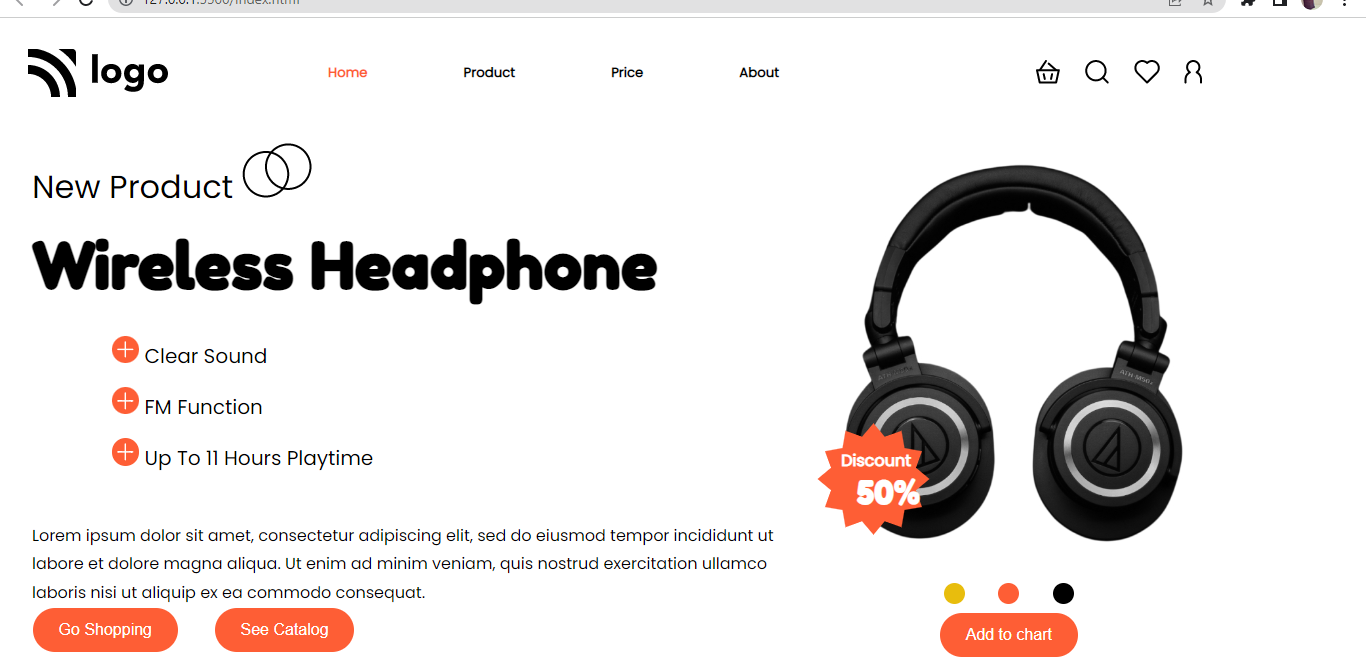 127.0.0.1:5500/index.html
logo
Home Product Price About
New Product
Wireless Headphone
Clear Sound
FM Function
Up To 11 Hours Playtime
Discount
50%
Lorem ipsum dolor sit amet, consectetur adipiscing elit, sed do eiusmod tempor incididunt ut
labore et dolore magna aliqua. Ut enim ad minim veniam, quis nostrud exercitation ullamco
laboris nisi ut aliquip ex ea commodo consequat.
Go Shopping See Catalog
Add to chart